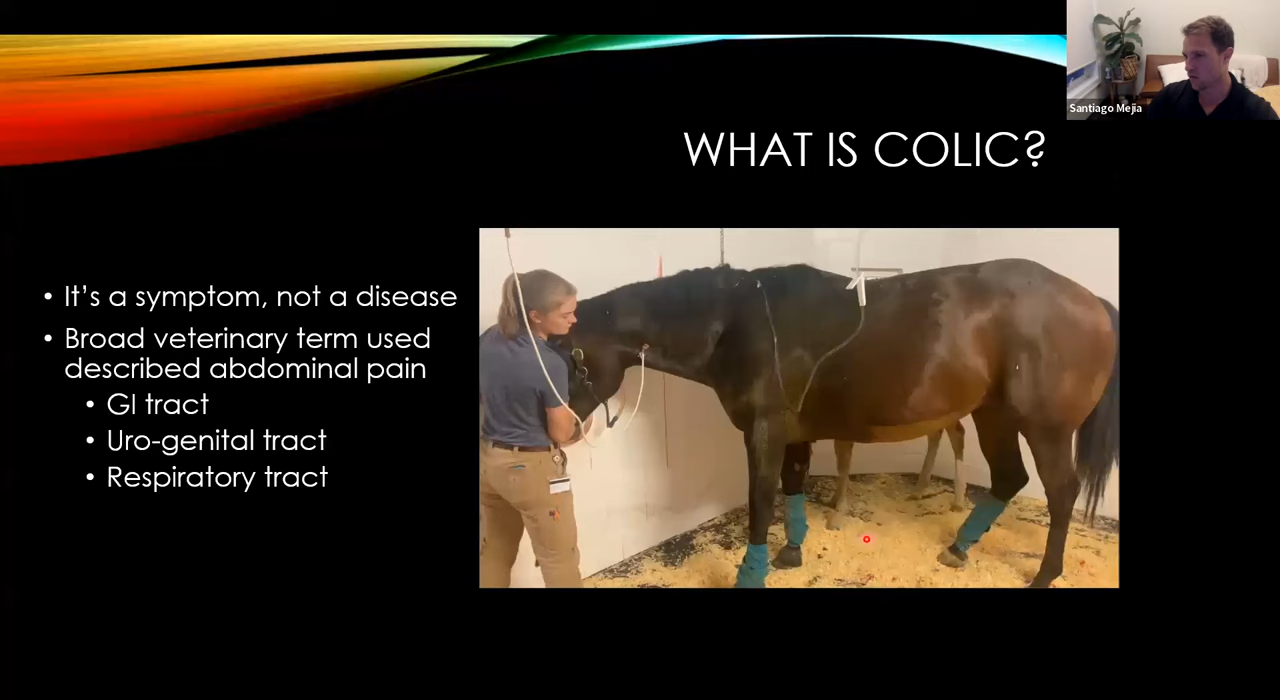 Santiago Mejia
WHAT IS COLIC?
• It's a symptom, not a disease
• Broad veterinary term used
described abdominal pain
• GI tract
• Uro-genital tract
• Respiratory tract